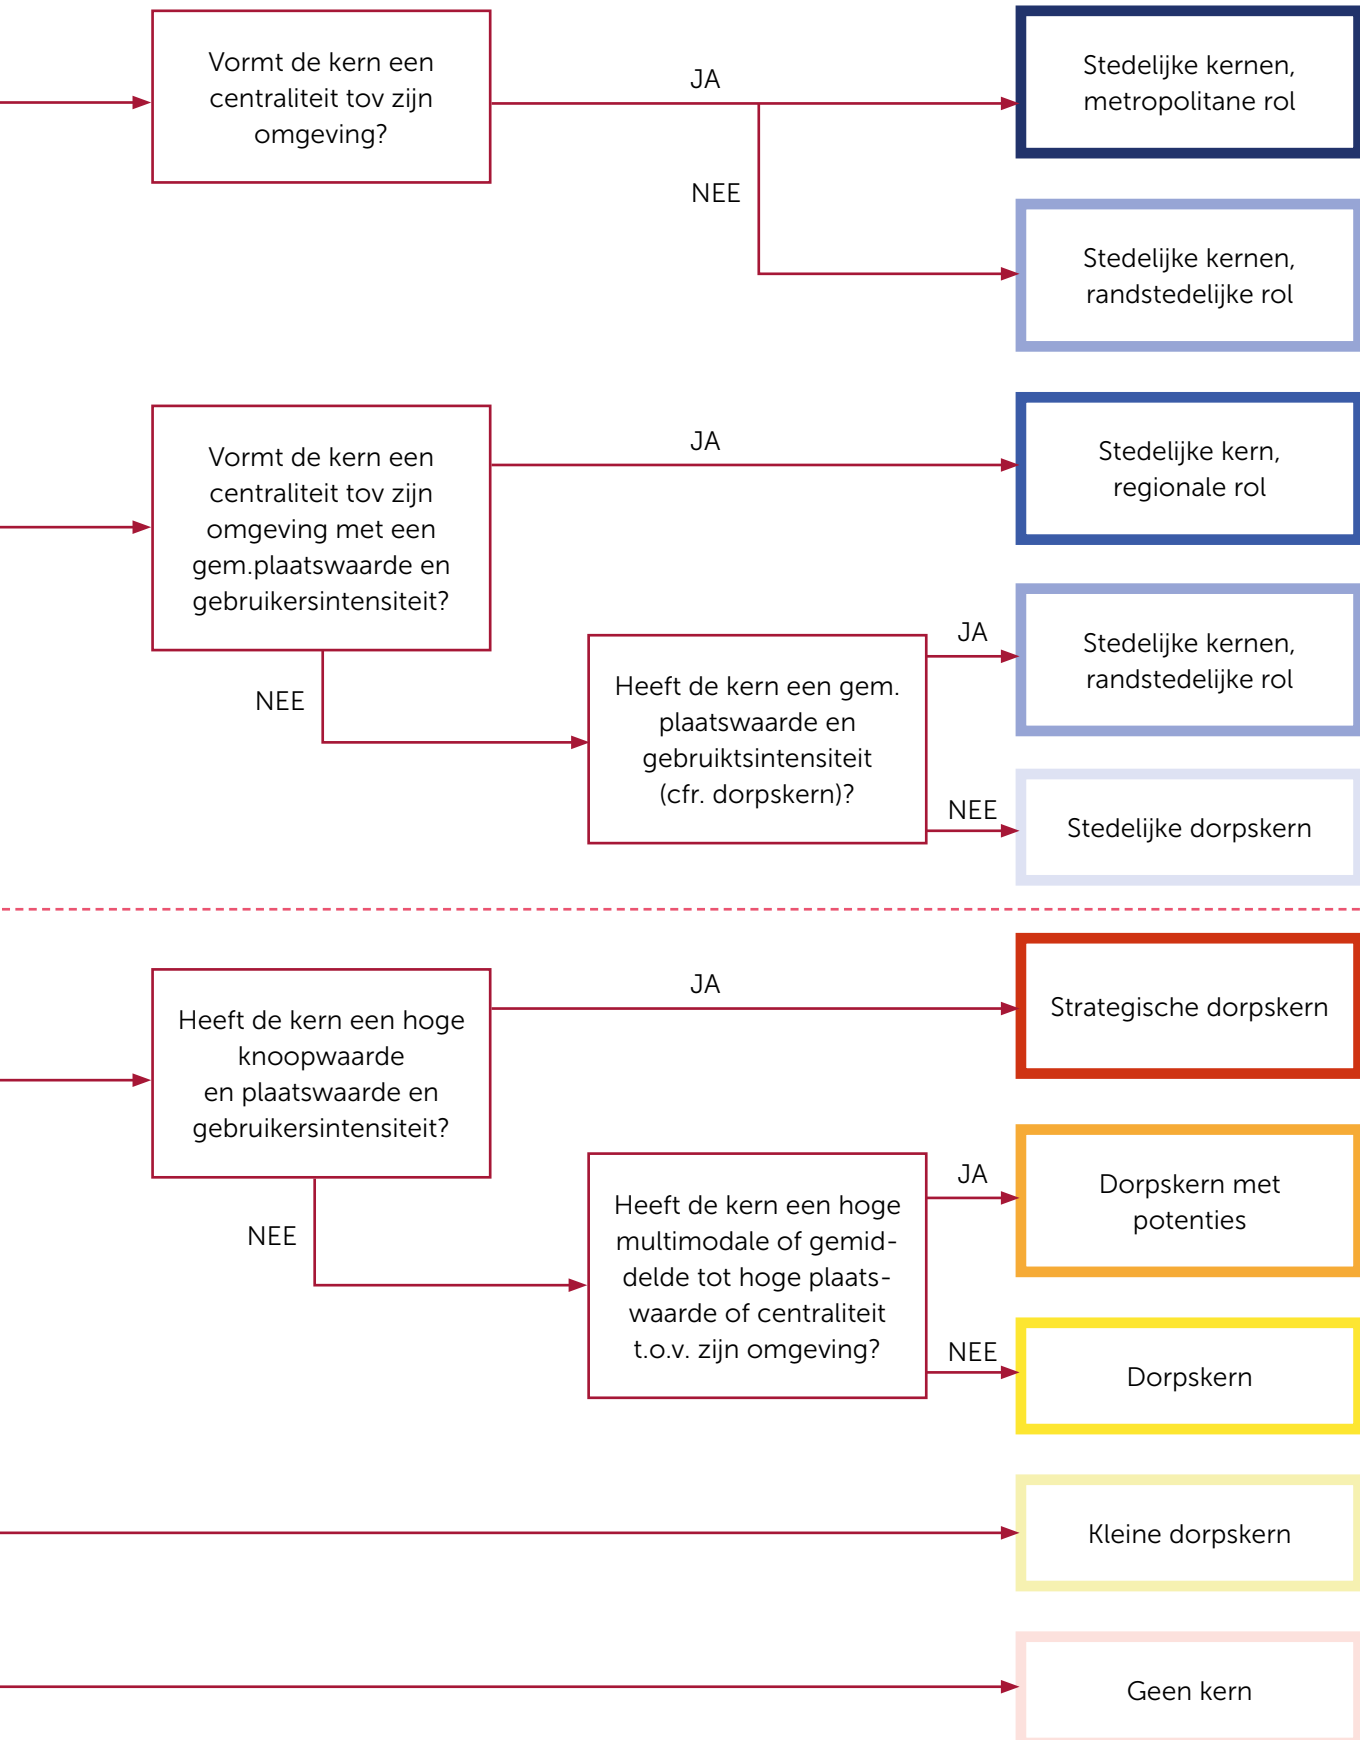 Vormt de kern een
centraliteit tov zijn
omgeving?
JA
NEE
Stedelijke kernen,
metropolitane rol
Stedelijke kernen,
randstedelijke rol
Vormt de kern een
centraliteit tov zijn
omgeving met een
gem.plaatswaarde en
gebruikersintensiteit?
JA
Stedelijke kern,
regionale rol
NEE
Heeft de kern een gem.
plaatswaarde en
gebruiktsintensiteit
(cfr. dorpskern)?
JA
Stedelijke kernen,
randstedelijke rol
NEE
Stedelijke dorpskern
Heeft de kern een hoge
knoopwaarde
en plaatswaarde en
gebruikersintensiteit?
JA
Strategische dorpskern
NEE
Heeft de kern een hoge
multimodale of gemid-
delde tot hoge plaats-
waarde of centraliteit
t.o.v. zijn omgeving?
JA
Dorpskern met
potenties
NEE
Dorpskern
Kleine dorpskern
Geen kern